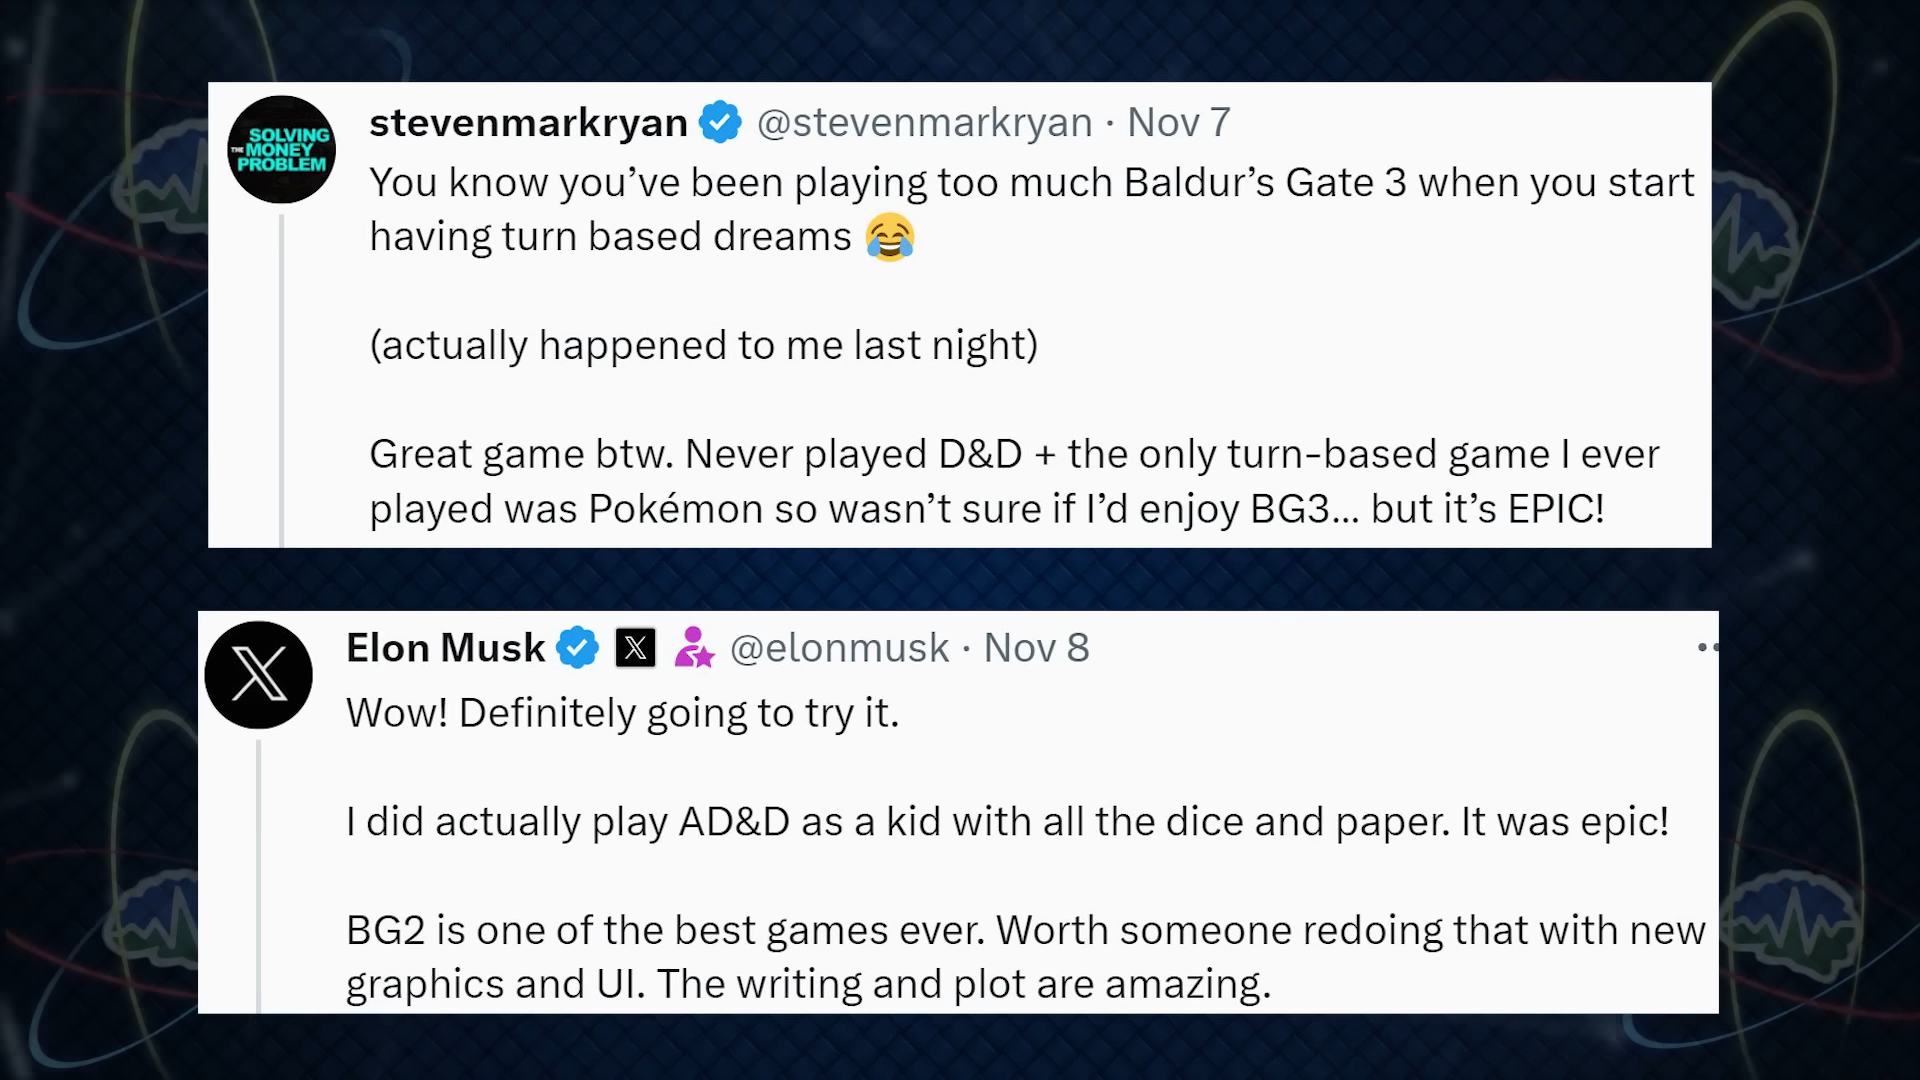 SOLVING
THE MONEY
PROBLEM
stevenmarkryan @stevenmarkryan · Nov 7
You know you’ve been playing too much Baldur’s Gate 3 when you start
having turn based dreams 😂
(actually happened to me last night)
Great game btw. Never played D&D + the only turn-based game I ever
played was Pokémon so wasn’t sure if I’d enjoy BG3... but it’s EPIC!
Elon Musk X @elonmusk · Nov 8
Wow! Definitely going to try it.
I did actually play AD&D as a kid with all the dice and paper. It was epic!
BG2 is one of the best games ever. Worth someone redoing that with new
graphics and UI. The writing and plot are amazing.